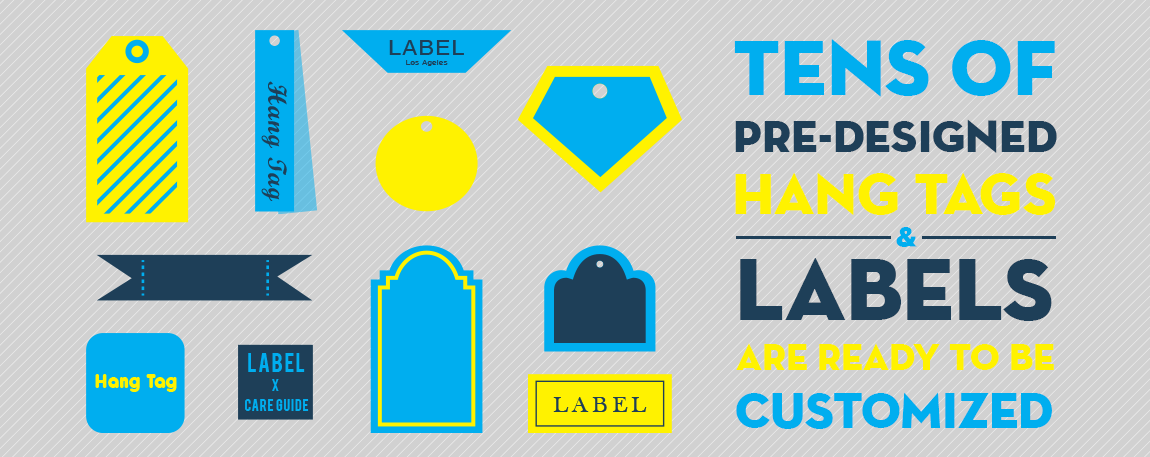 Hang Tag
LABEL
Los Ageles
Hang Tag
LABEL
X
CARE GUIDE
LABEL
TENS OF
PRE-DESIGNED
HANG TAGS
&
LABELS
ARE READY TO BE
CUSTOMIZED